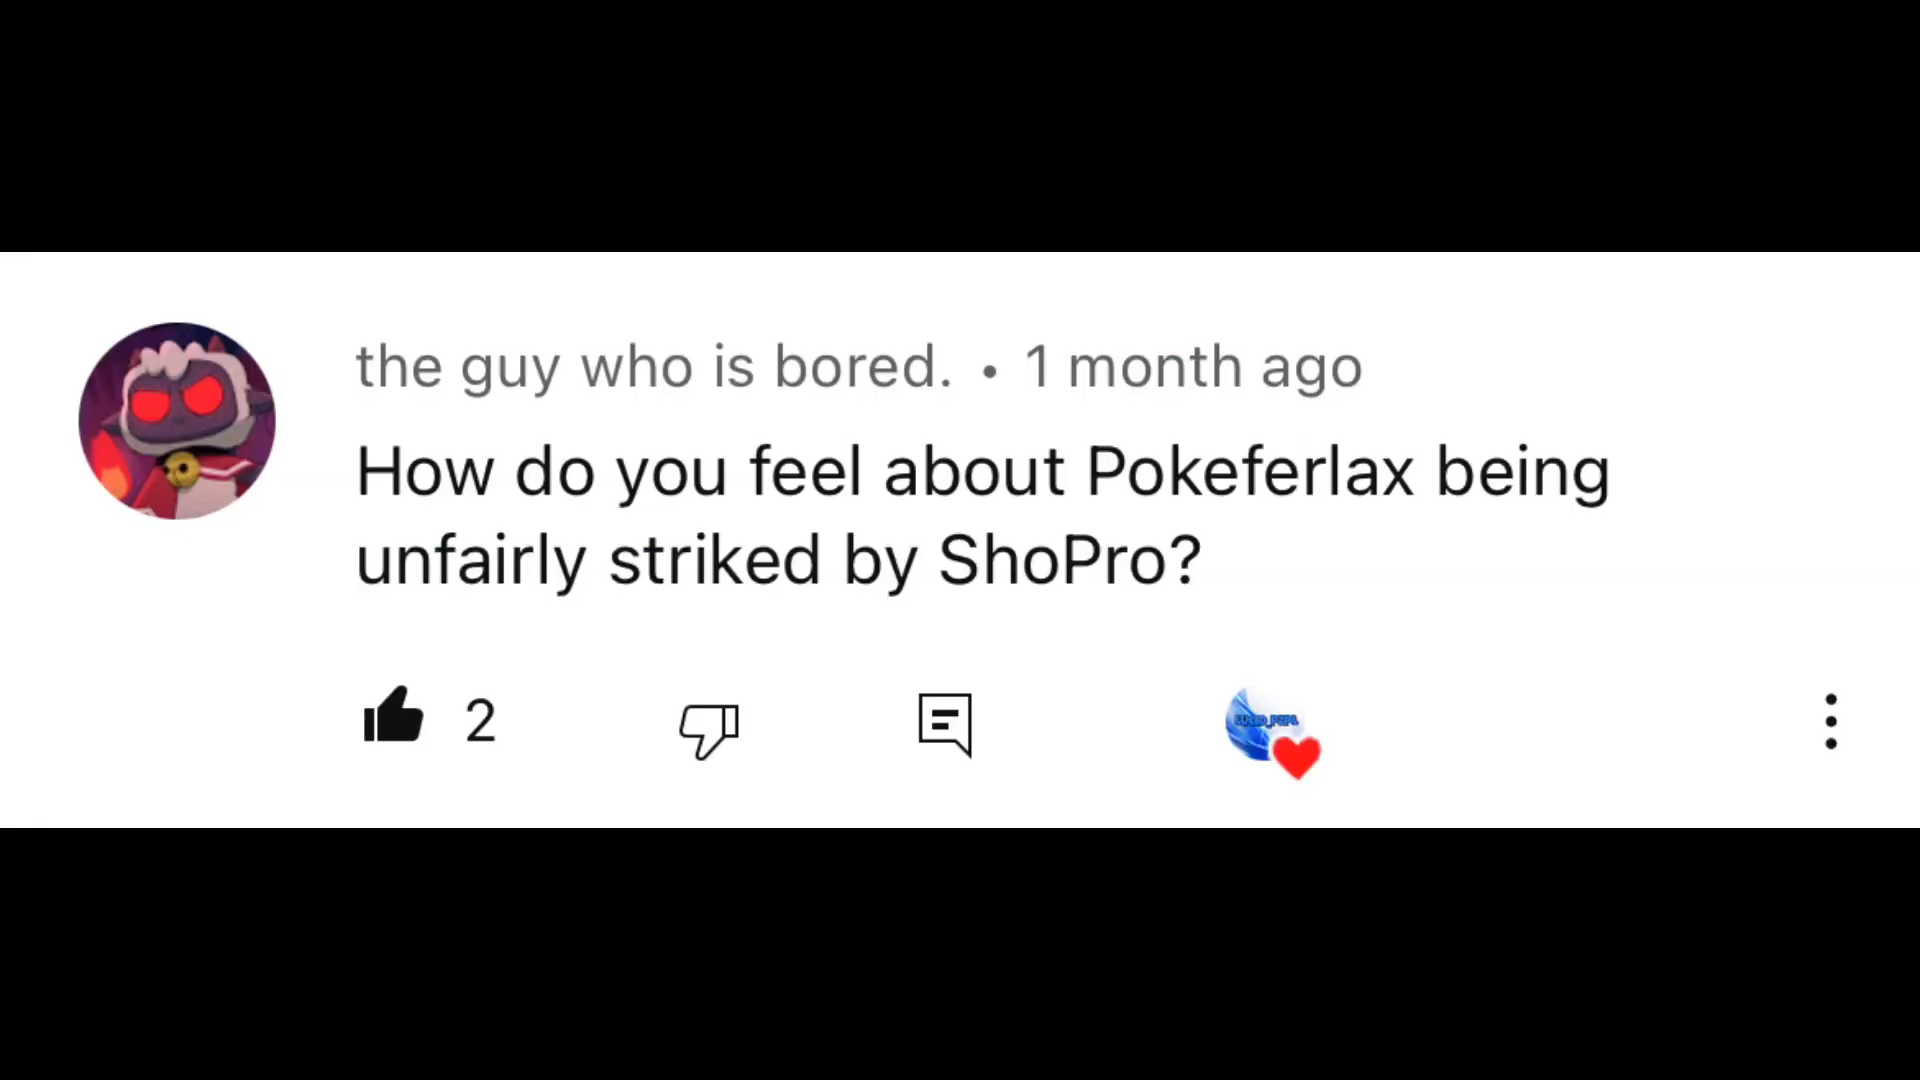 the guy who is bored. • 1 month ago
How do you feel about Pokeferlax being
unfairly striked by ShoPro?
2